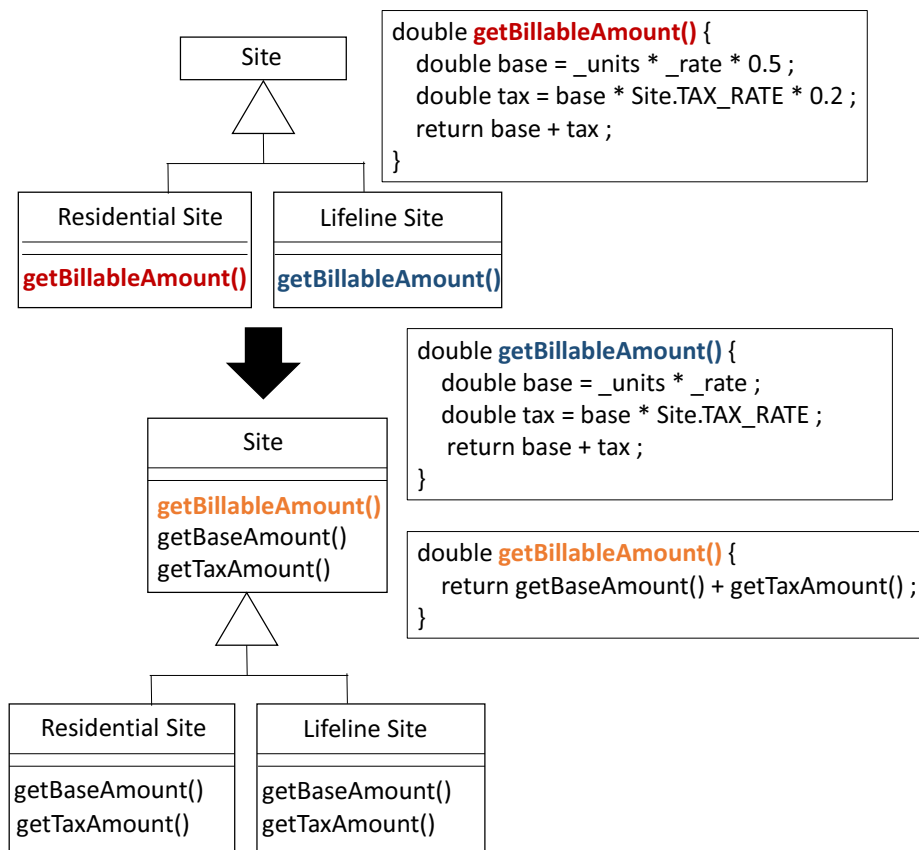 Site
double getBillableAmount() {
double base = _units * _rate * 0.5 ;
double tax = base * Site.TAX_RATE * 0.2 ;
return base + tax ;
}
Residential Site
getBillableAmount()
Lifeline Site
getBillableAmount()
double getBillableAmount() {
double base = _units * _rate ;
double tax = base * Site.TAX_RATE ;
return base + tax ;
}
Site
getBillableAmount()
getBaseAmount()
getTaxAmount()
double getBillableAmount() {
return getBaseAmount() + getTaxAmount() ;
}
Residential Site
getBaseAmount()
getTaxAmount()
Lifeline Site
getBaseAmount()
getTaxAmount()